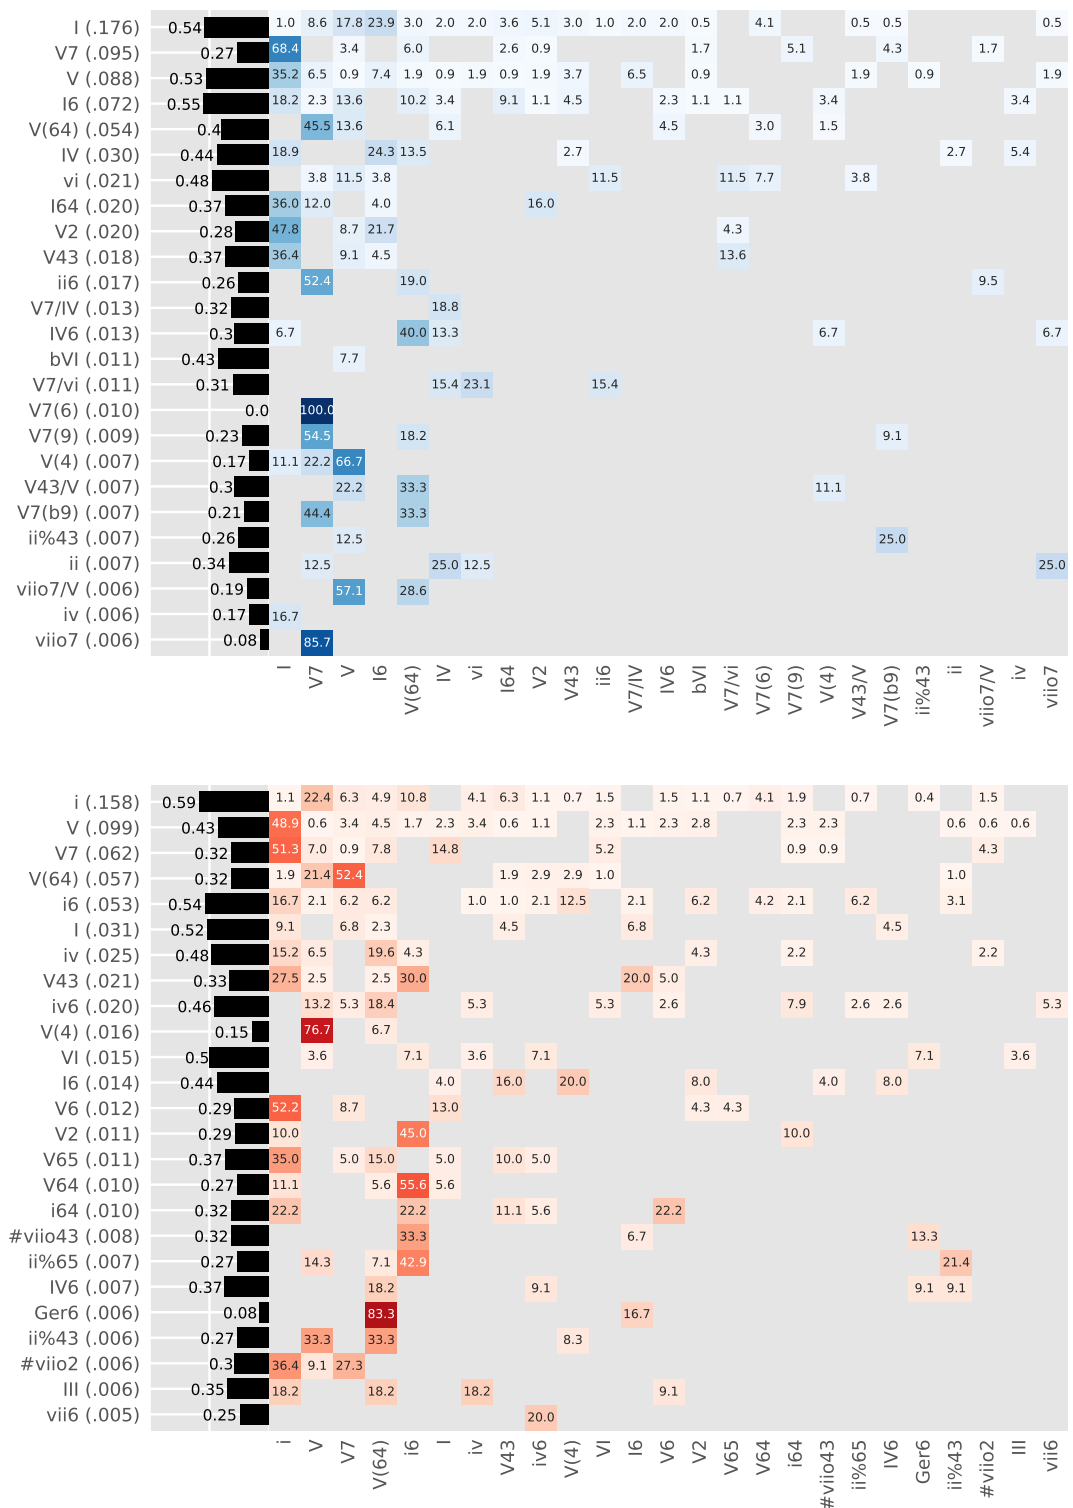 I (.176) 0.54 1.0 8.6 17.8 23.9 3.0 2.0 2.0 3.6 5.1 3.0 1.0 2.0 2.0 0.5 4.1 0.5 0.5 0.5
V7 (.095) 0.27 68.4 3.4 6.0 2.6 0.9 1.7 5.1 4.3 1.7
V (.088) 0.53 35.2 6.5 0.9 7.4 1.9 0.9 1.9 0.9 1.9 3.7 6.5 0.9 1.9 0.9 1.9
I6 (.072) 0.55 18.2 2.3 13.6 10.2 3.4 9.1 1.1 4.5 2.3 1.1 1.1 3.4 3.4
V(64) (.054) 0.4 45.5 13.6 6.1 4.5 3.0 1.5
IV (.030) 0.44 18.9 24.3 13.5 2.7 2.7 5.4
vi (.021) 0.48 3.8 11.5 3.8 11.5 11.5 7.7 3.8
I64 (.020) 0.37 36.0 12.0 4.0 16.0
V2 (.020) 0.28 47.8 8.7 21.7 4.3
V43 (.018) 0.37 36.4 9.1 4.5 13.6
ii6 (.017) 0.26 52.4 19.0 9.5
V7/IV (.013) 0.32 18.8
IV6 (.013) 0.3 6.7 40.0 13.3 6.7 6.7
bVI (.011) 0.43 7.7
V7/vi (.011) 0.31 15.4 23.1 15.4
V7(6) (.010) 0.0 100.0
V7(9) (.009) 0.23 54.5 18.2 9.1
V(4) (.007) 0.17 11.1 22.2 66.7
V43/V (.007) 0.3 22.2 33.3 11.1
V7(b9) (.007) 0.21 44.4 33.3
ii%43 (.007) 0.26 12.5 25.0
ii (.007) 0.34 12.5 25.0 12.5 25.0
viio7/V (.006) 0.19 57.1 28.6
iv (.006) 0.17 16.7
viio7 (.006) 0.08 85.7
I V7 V I6 V(64) IV vi I64 V2 V43 ii6 V7/IV IV6 bVI V7/vi V7(6) V7(9) V(4) V43/V V7(b9) ii%43 ii viio7/V iv viio7
i (.158) 0.59 1.1 22.4 6.3 4.9 10.8 4.1 6.3 1.1 0.7 1.5 1.5 1.1 0.7 4.1 1.9 0.7 0.4 1.5
V (.099) 0.43 48.9 0.6 3.4 4.5 1.7 2.3 3.4 0.6 1.1 2.3 1.1 2.3 2.8 2.3 2.3 0.6 0.6 0.6
V7 (.062) 0.32 51.3 7.0 0.9 7.8 14.8 5.2 0.9 0.9 4.3
V(64) (.057) 0.32 1.9 21.4 52.4 1.9 2.9 2.9 1.0 1.0
i6 (.053) 0.54 16.7 2.1 6.2 6.2 1.0 1.0 2.1 12.5 2.1 6.2 4.2 2.1 6.2 3.1
I (.031) 0.52 9.1 6.8 2.3 4.5 6.8 4.5
iv (.025) 0.48 15.2 6.5 19.6 4.3 4.3 2.2 2.2
V43 (.021) 0.33 27.5 2.5 2.5 30.0 20.0 5.0
iv6 (.020) 0.46 13.2 5.3 18.4 5.3 5.3 2.6 7.9 2.6 2.6 5.3
V(4) (.016) 0.15 76.7 6.7
VI (.015) 0.5 3.6 7.1 3.6 7.1 7.1 3.6
I6 (.014) 0.44 4.0 16.0 20.0 8.0 4.0 8.0
V6 (.012) 0.29 52.2 8.7 13.0 4.3 4.3
V2 (.011) 0.29 10.0 45.0 10.0
V65 (.011) 0.37 35.0 5.0 15.0 5.0 10.0 5.0
V64 (.010) 0.27 11.1 5.6 55.6 5.6
i64 (.010) 0.32 22.2 22.2 11.1 5.6 22.2
#viio43 (.008) 0.32 33.3 6.7 13.3
ii%65 (.007) 0.27 14.3 7.1 42.9 21.4
IV6 (.007) 0.37 18.2 9.1 9.1 9.1
Ger6 (.006) 0.08 83.3 16.7
ii%43 (.006) 0.27 33.3 33.3 8.3
#viio2 (.006) 0.3 36.4 9.1 27.3
III (.006) 0.35 18.2 18.2 18.2 9.1
vii6 (.005) 0.25 20.0
i V V7 V(64) i6 I iv V43 iv6 V(4) VI I6 V6 V2 V65 V64 i64 #viio43 ii%65 IV6 Ger6 ii%43 #viio2 III vii6